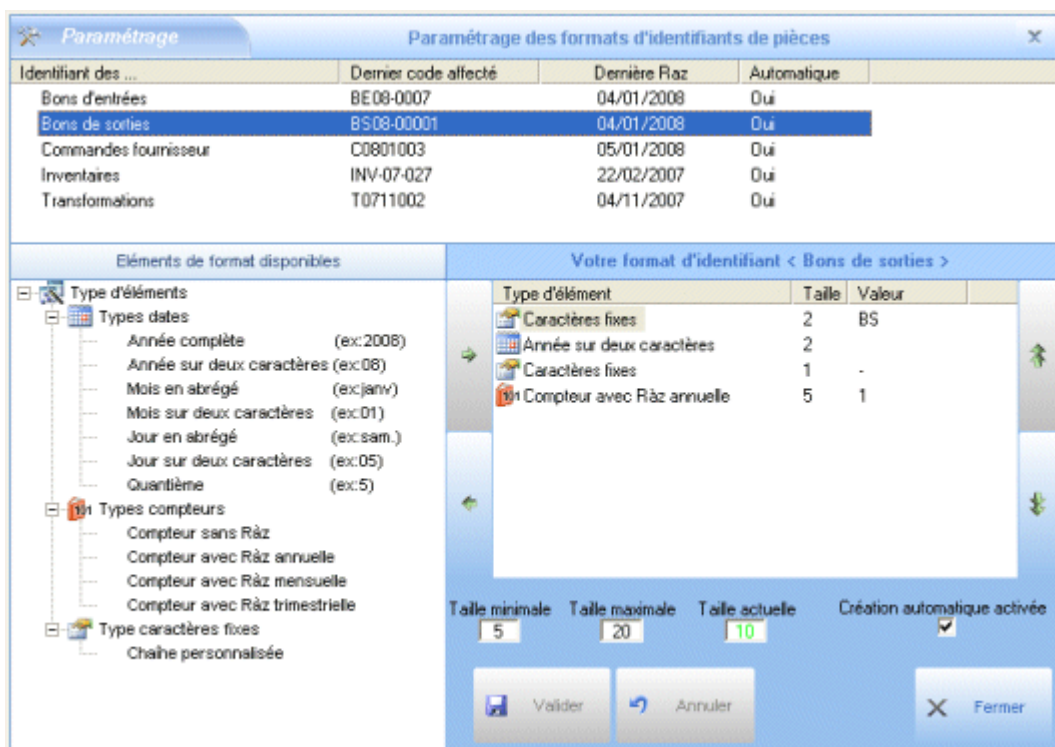 Paramétrage Paramétrage des formats d'identifiants de pièces
Identifiant des ... Dernier code affecté Dernière Raz Automatique
Bons d'entrées BE08-0007 04/01/2008 Oui
Bons de sorties BS08-00001 04/01/2008 Oui
Commandes fournisseur C0801003 05/01/2008 Oui
Inventaires INV-07-027 22/02/2007 Oui
Transformations T0711002 04/11/2007 Oui
Eléments de format disponibles Votre format d'identifiant < Bons de sorties >
Type d'éléments Type d'élément Taille Valeur
Types dates Caractères fixes 2 BS
Année complète (ex:2008) Année sur deux caractères 2
Année sur deux caractères (ex:08) Caractères fixes 1 -
Mois en abrégé (ex:janv) Compteur avec Ràz annuelle 5 1
Mois sur deux caractères (ex:01)
Jour en abrégé (ex:sam.)
Jour sur deux caractères (ex:05)
Quantième (ex:5)
Types compteurs
Compteur sans Ràz
Compteur avec Ràz annuelle
Compteur avec Ràz mensuelle
Compteur avec Ràz trimestrielle
Taille minimale Taille maximale Taille actuelle Création automatique activée
Type caractères fixes 5 20 10
Chaîne personnalisée
Valider Annuler Fermer